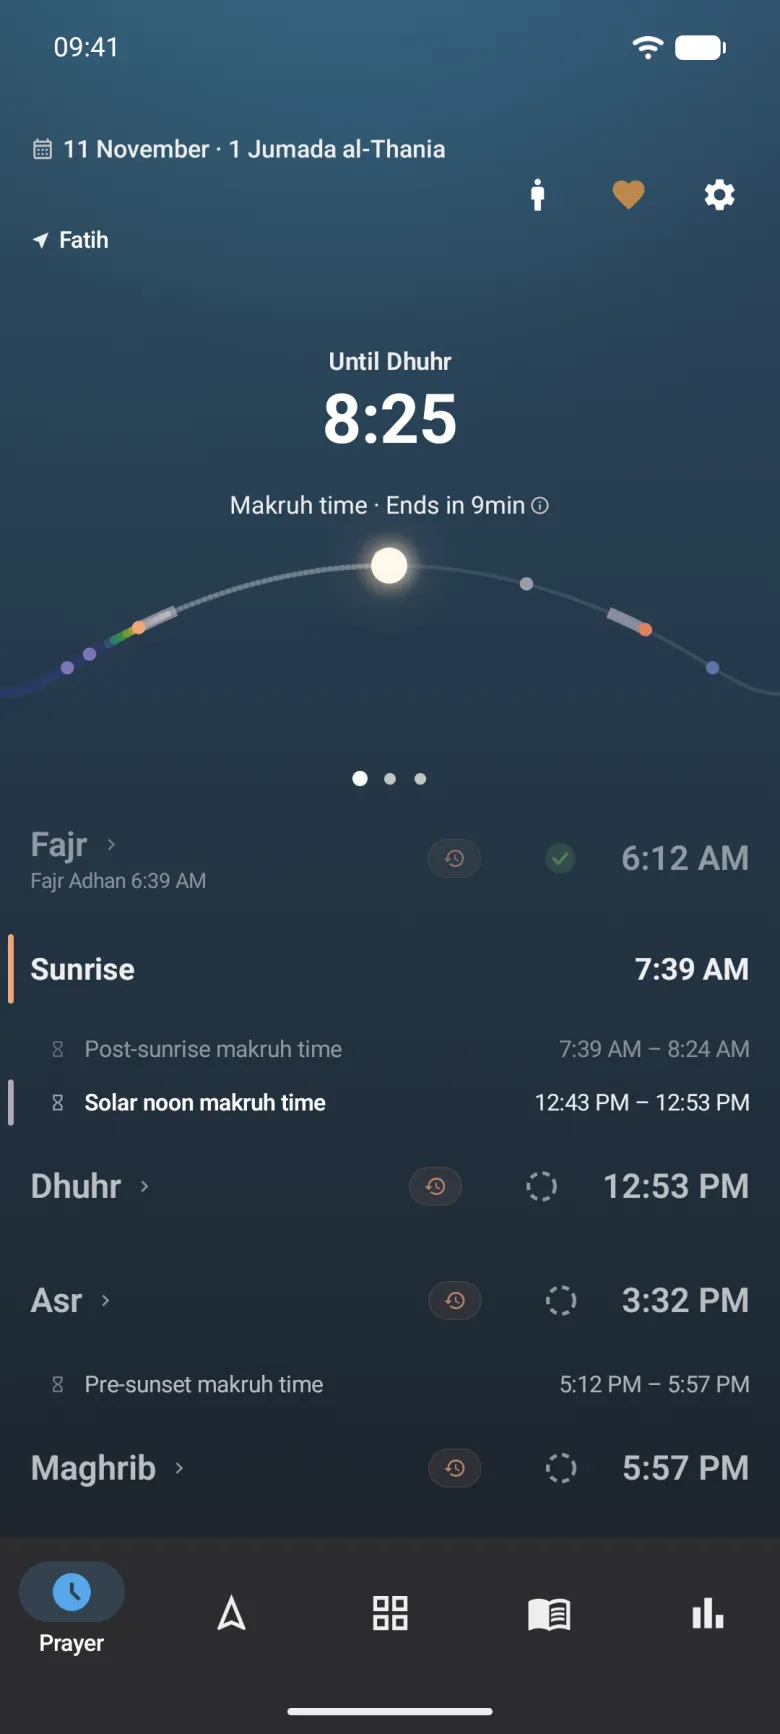 09:41
11 November · 1 Jumada al-Thania
Fatih
Until Dhuhr
8:25
Makruh time · Ends in 9min
Fajr
6:12 AM
Fajr Adhan 6:39 AM
Sunrise
7:39 AM
Post-sunrise makruh time
7:39 AM – 8:24 AM
Solar noon makruh time
12:43 PM – 12:53 PM
Dhuhr
12:53 PM
Asr
3:32 PM
Pre-sunset makruh time
5:12 PM – 5:57 PM
Maghrib
5:57 PM
Prayer